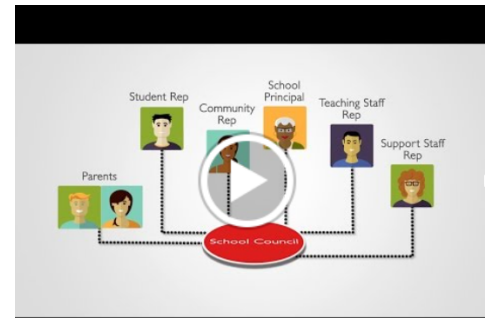 School
Principal
Student Rep
Community
Rep
Teaching Staff
Rep
Support Staff
Rep
Parents
School Council